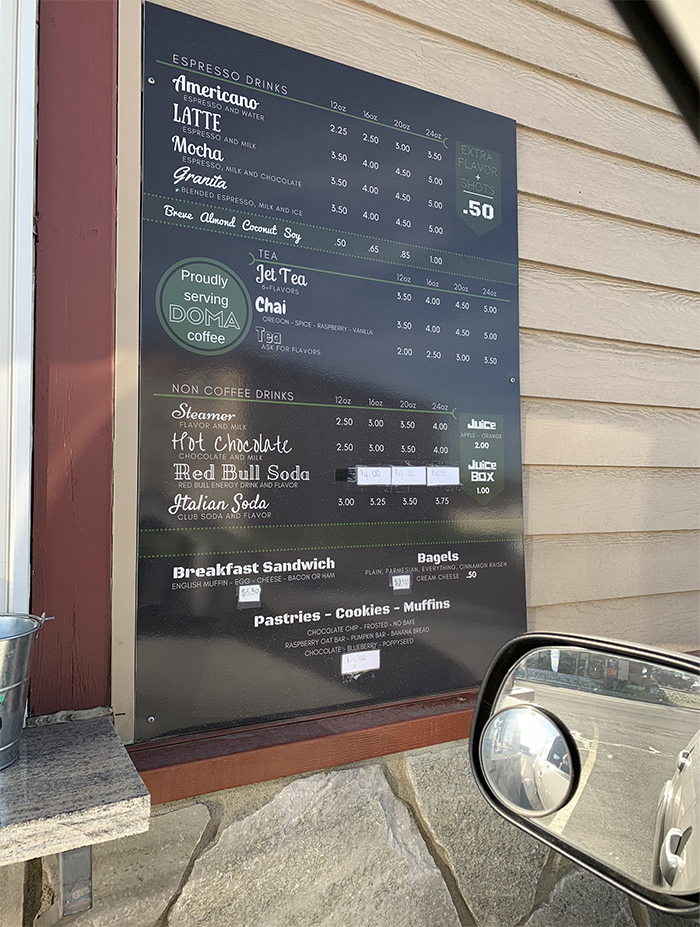 ESPRESSO DRINKS 12oz 16oz 20oz 24oz
Americano 2.25 2.50 3.00 3.50
ESPRESSO AND WATER
LATTE 3.50 4.00 4.50 5.00
ESPRESSO AND MILK
Mocha 3.50 4.00 4.50 5.00
ESPRESSO, MILK AND CHOCOLATE
Granita 3.50 4.00 4.50 5.00
BLENDED ESPRESSO, MILK AND ICE
EXTRA
FLAVOR
+
SHOTS
.50
Breve Almond Coconut Soy .50 .65 .85 1.00
Proudly
serving
DOMA
coffee
TEA 12oz 16oz 20oz 24oz
Jet Tea 3.50 4.00 4.50 5.00
6+FLAVORS
Chai 3.50 4.00 4.50 5.00
OREGON - SPICE - RASPBERRY - VANILLA
Tea 2.00 2.50 3.00 3.50
ASK FOR FLAVORS
NON COFFEE DRINKS 12oz 16oz 20oz 24oz
Steamer 2.50 3.00 3.50 4.00
FLAVOR AND MILK
Hot Chocolate 2.50 3.00 3.50 4.00
CHOCOLATE AND MILK
Red Bull Soda
RED BULL ENERGY DRINK AND FLAVOR
Italian Soda 3.00 3.25 3.50 3.75
CLUB SODA AND FLAVOR
Juice
APPLE - ORANGE
2.00
Juice
BOX
1.00
Breakfast Sandwich
ENGLISH MUFFIN - EGG - CHEESE - BACON OR HAM
Bagels
PLAIN, PARMESAN, EVERYTHING, CINNAMON RAISEN
CREAM CHEESE .50
Pastries - Cookies - Muffins
CHOCOLATE CHIP - FROSTED - NO BAKE
RASPBERRY OAT BAR - PUMPKIN BAR - BANANA BREAD
CHOCOLATE - BLUEBERRY - POPPYSEED